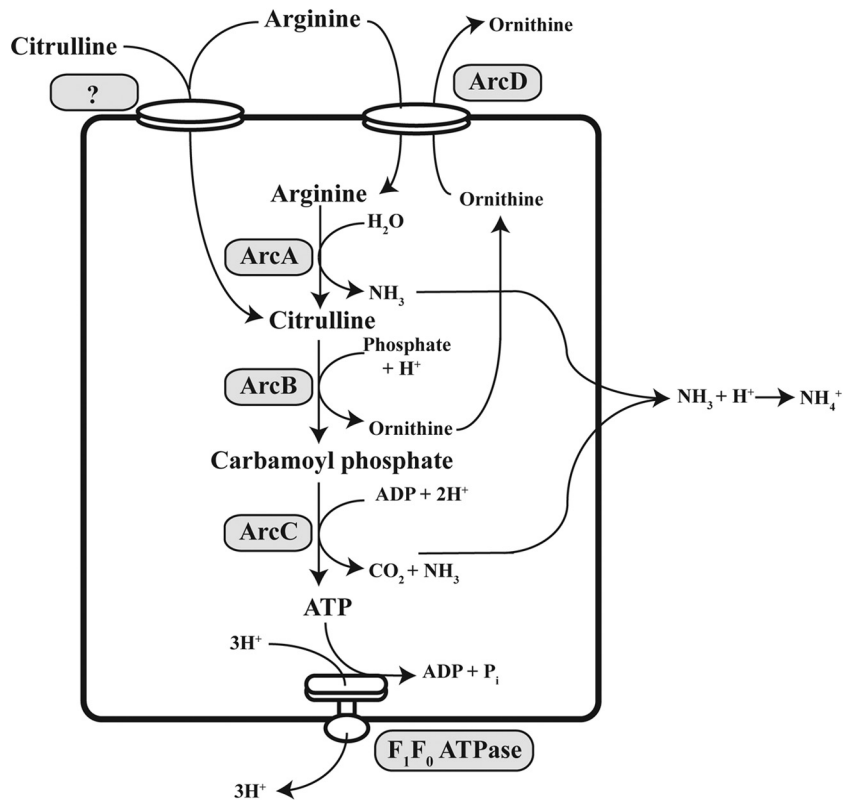 Arginine
Ornithine
Citrulline
?
ArcD
Arginine
Ornithine
H₂O
ArcA
NH₃
Citrulline
Phosphate
+ H⁺
ArcB
NH₃ + H⁺
NH₄⁺
Ornithine
Carbamoyl phosphate
ADP + 2H⁺
ArcC
CO₂ + NH₃
ATP
3H⁺
ADP + Pᵢ
F₁F₀ ATPase
3H⁺